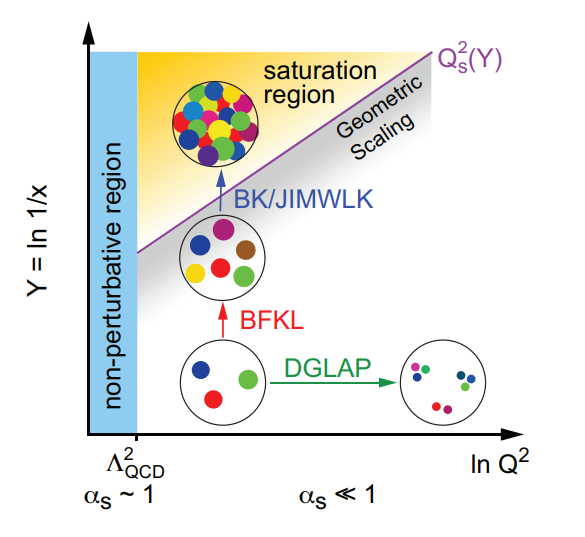 saturation
region
Q²ₛ(Y)
Geometric
Scaling
non-perturbative region
Y = ln 1/x
BK/JIMWLK
BFKL
DGLAP
Λ²QCD
ln Q²
αₛ ~ 1
αₛ ≪ 1